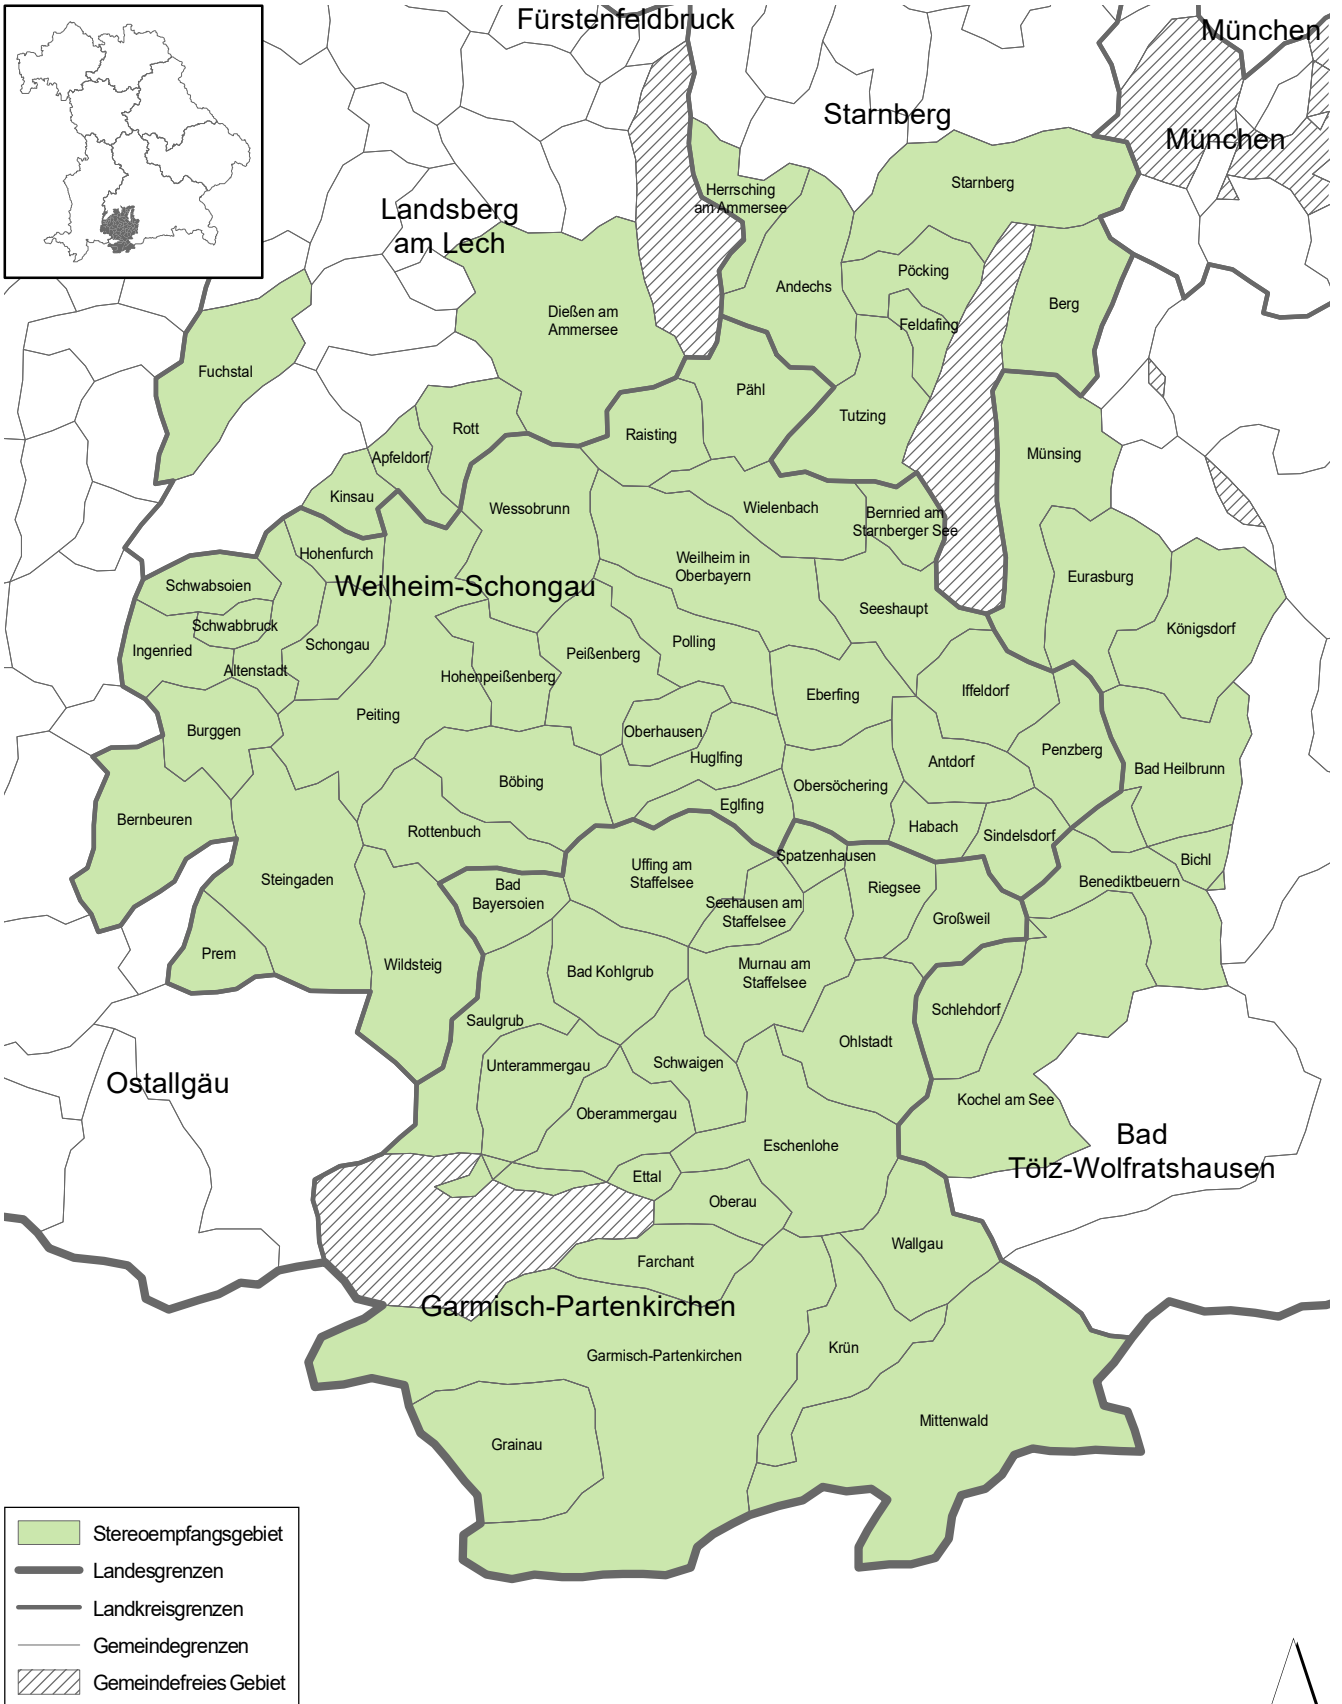 Fürstenfeldbruck
München
Starnberg
München
Starnberg
Herrsching
am Ammersee
Landsberg
am Lech
Pöcking
Andechs
Berg
Dießen am
Ammersee
Feldafing
Fuchstal
Pähl
Tutzing
Rott
Raisting
Apfeldorf
Münsing
Kinsau
Wessobrunn
Wielenbach
Bernried am
Starnberger See
Hohenfurch
Weilheim in
Oberbayern
Eurasburg
Schwabsoien
Weilheim-Schongau
Seeshaupt
Schwabbruck
Königsdorf
Ingenried
Schongau
Polling
Peißenberg
Altenstadt
Hohenpeißenberg
Iffeldorf
Eberfing
Peiting
Burggen
Oberhausen
Huglfing
Penzberg
Antdorf
Bad Heilbrunn
Böbing
Obersöchering
Eglfing
Bernbeuren
Habach
Rottenbuch
Sindelsdorf
Spatzenhausen
Bichl
Uffing am
Staffelsee
Steingaden
Bad
Bayersoien
Riegsee
Benediktbeuern
Seehausen am
Staffelsee
Großweil
Prem
Wildsteig
Bad Kohlgrub
Murnau am
Staffelsee
Schlehdorf
Saulgrub
Ohlstadt
Unterammergau
Schwaigen
Ostallgäu
Kochel am See
Oberammergau
Bad
Tölz-Wolfratshausen
Eschenlohe
Ettal
Oberau
Wallgau
Farchant
Garmisch-Partenkirchen
Krün
Garmisch-Partenkirchen
Mittenwald
Grainau
Stereoempfangsgebiet
Landesgrenzen
Landkreisgrenzen
Gemeindegrenzen
Gemeindefreies Gebiet